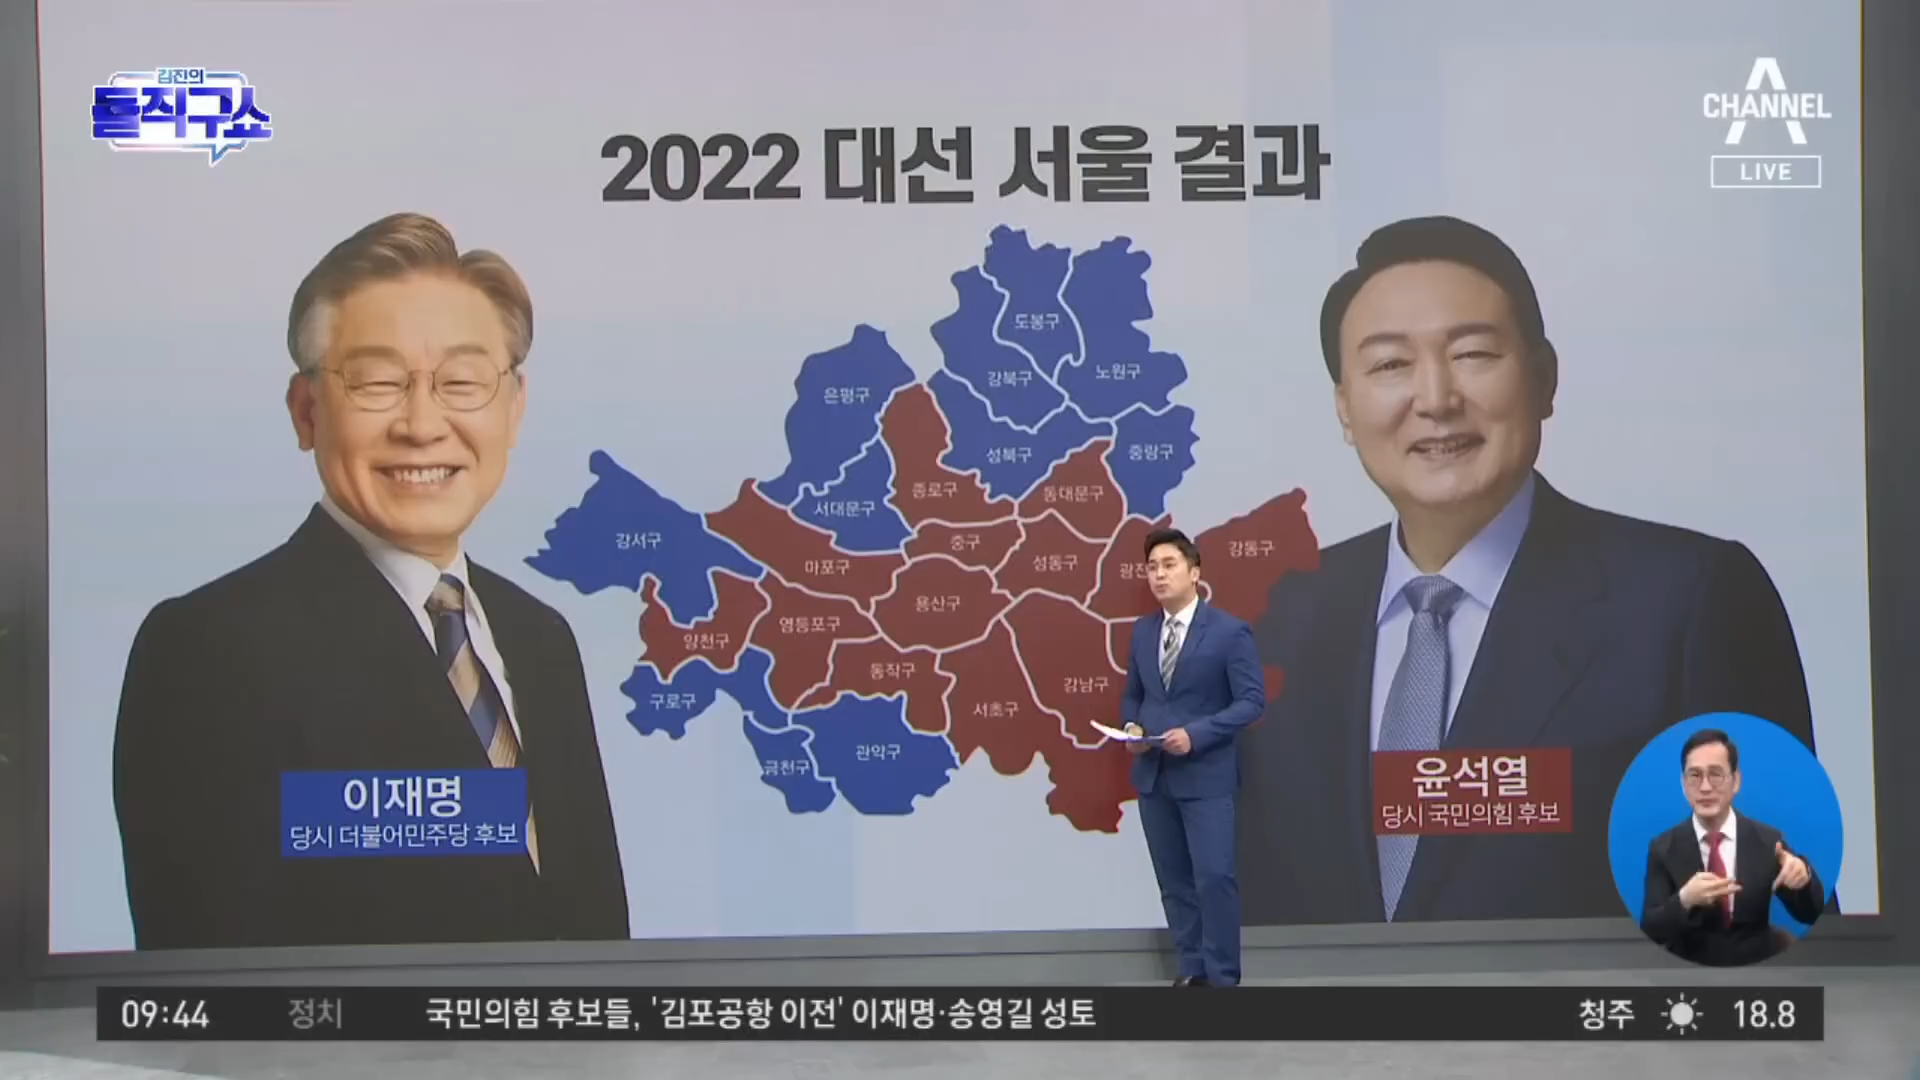 김진의
돌직구쇼
CHANNEL A
LIVE
2022 대선 서울 결과
도봉구
강북구
노원구
은평구
성북구
중랑구
종로구
동대문구
서대문구
강서구
중구
성동구
강동구
마포구
광진
용산구
영등포구
양천구
동작구
강남구
구로구
서초구
관악구
금천구
이재명
당시 더불어민주당 후보
윤석열
당시 국민의힘 후보
09:44 정치 국민의힘 후보들, '김포공항 이전' 이재명·송영길 성토 청주 18.8